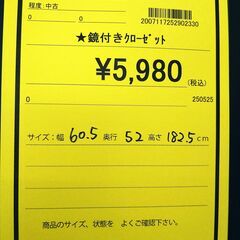 程度:中古
2007117252902330
0
★鏡付きｸﾛｰｾﾞｯﾄ
¥5,980
(税込)
0 0
250525
サイズ:幅 60.5 奥行 52 高さ 182.5cm
商品のサイズ、状態を よくご確認下さい。